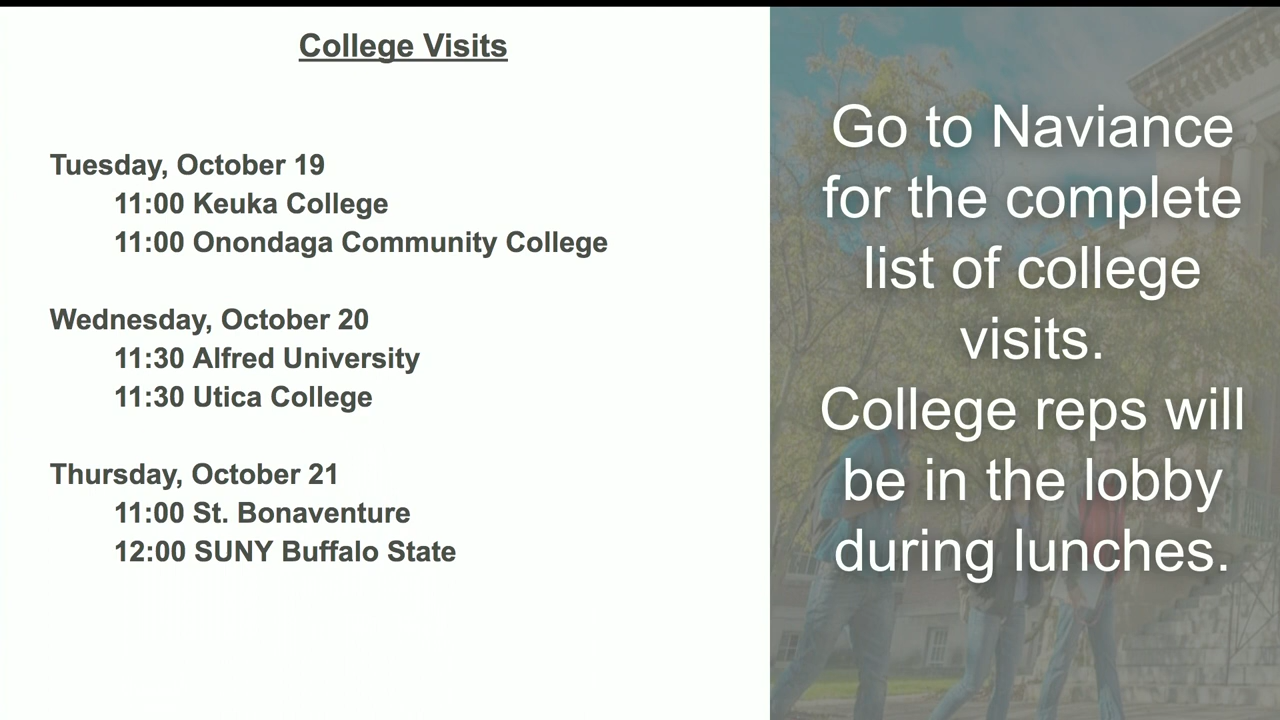 College Visits
Tuesday, October 19
11:00 Keuka College
11:00 Onondaga Community College
Wednesday, October 20
11:30 Alfred University
11:30 Utica College
Thursday, October 21
11:00 St. Bonaventure
12:00 SUNY Buffalo State
Go to Naviance
for the complete
list of college
visits.
College reps will
be in the lobby
during lunches.